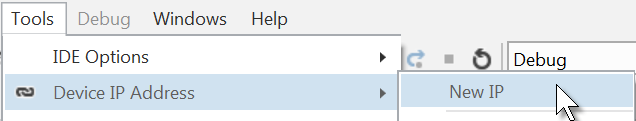 Tools Debug Windows Help
IDE Options
Debug
Device IP Address
New IP